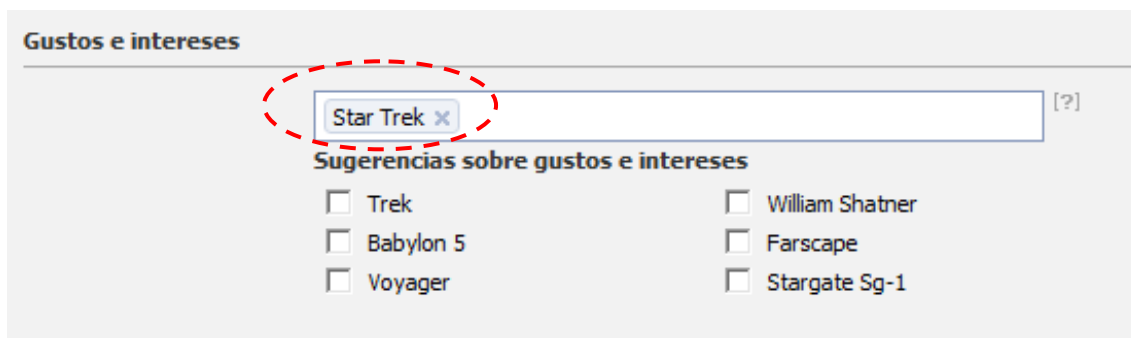 Gustos e intereses
Star Trek × [?]
Sugerencias sobre gustos e intereses
Trek William Shatner
Babylon 5 Farscape
Voyager Stargate Sg-1